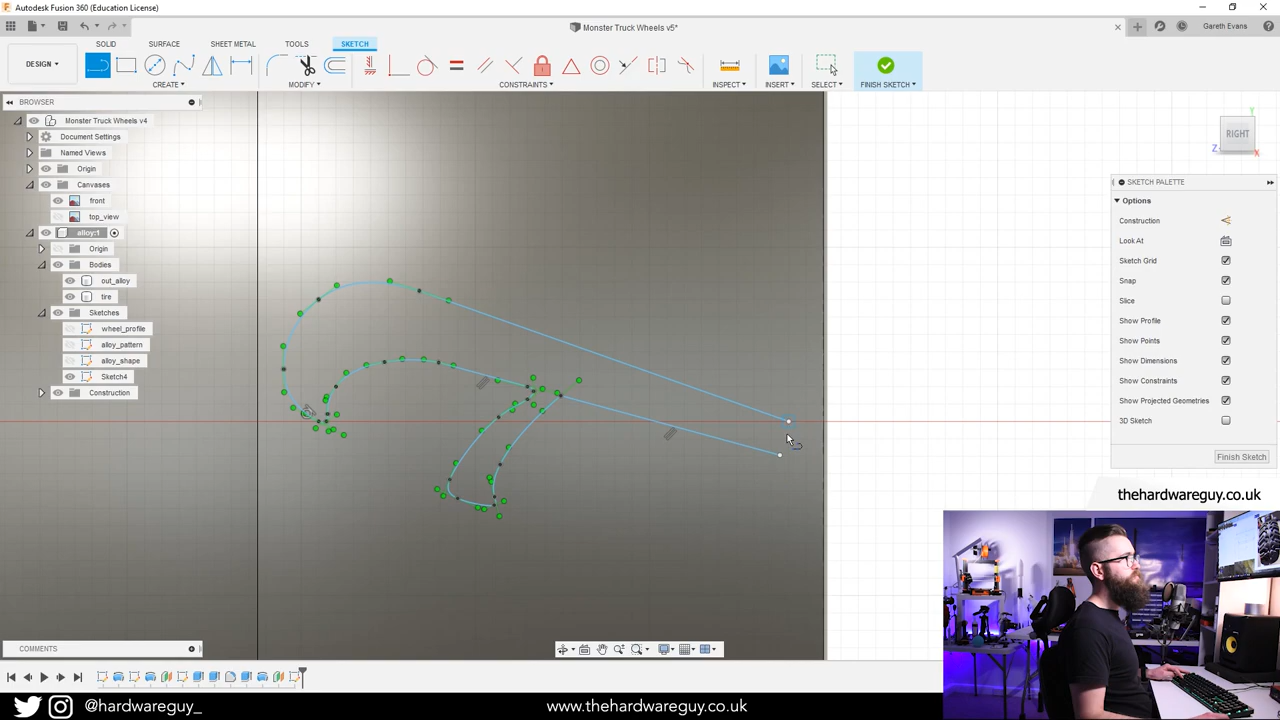 Autodesk Fusion 360 (Education License)
Monster Truck Wheels v5*
Gareth Evans
DESIGN
SOLID SURFACE SHEET METAL TOOLS SKETCH
CREATE MODIFY CONSTRAINTS INSPECT INSERT SELECT FINISH SKETCH
BROWSER
Monster Truck Wheels v4
Document Settings
Named Views
Origin
Canvases
front
top_view
alloy:1
Origin
Bodies
out_alloy
tire
Sketches
wheel_profile
alloy_pattern
alloy_shape
Sketch4
Construction
Y
RIGHT
Z
X
SKETCH PALETTE
Options
Construction
Look At
Sketch Grid
Snap
Slice
Show Profile
Show Points
Show Dimensions
Show Constraints
Show Projected Geometries
3D Sketch
Finish Sketch
thehardwareguy.co.uk
COMMENTS
@hardwareguy_
www.thehardwareguy.co.uk